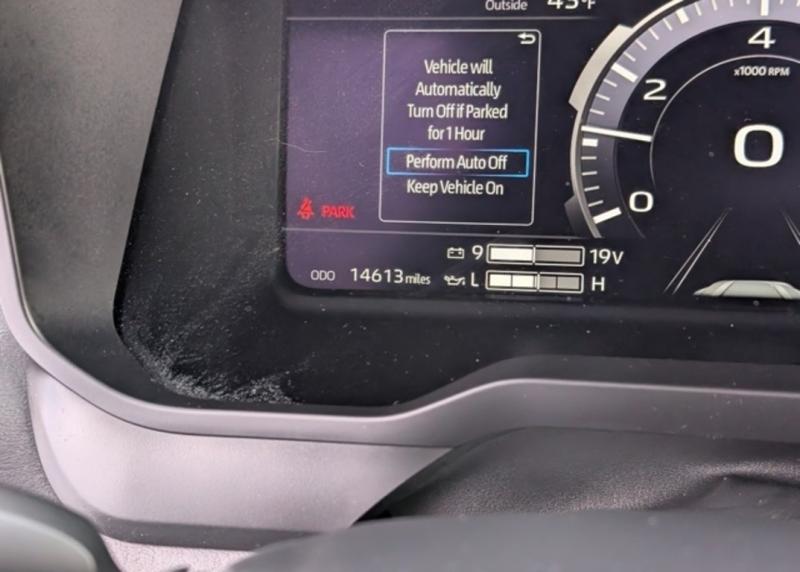 Outside 45°F
Vehicle will
Automatically
Turn Off if Parked
for 1 Hour
Perform Auto Off
Keep Vehicle On
PARK
9 19V
ODO 14613 miles L H
4
x1000 RPM
2
0
0